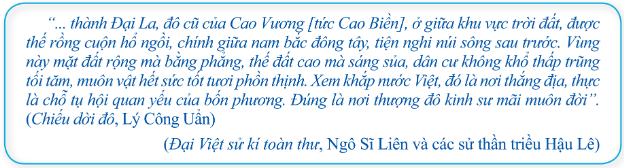 “... thành Đại La, đô cũ của Cao Vương [tức Cao Biền], ở giữa khu vực trời đất, được
thế rồng cuộn hổ ngồi, chính giữa nam bắc đông tây, tiện nghi núi sông sau trước. Vùng
này mặt đất rộng mà bằng phẳng, thế đất cao mà sáng sủa, dân cư không khổ thấp trũng
tối tăm, muôn vật hết sức tốt tươi phồn thịnh. Xem khắp nước Việt, đó là nơi thắng địa, thực
là chỗ tụ hội quan yếu của bốn phương. Đúng là nơi thượng đô kinh sư mãi muôn đời”.
(Chiếu dời đô, Lý Công Uẩn)
(Đại Việt sử kí toàn thư, Ngô Sĩ Liên và các sử thần triều Hậu Lê)